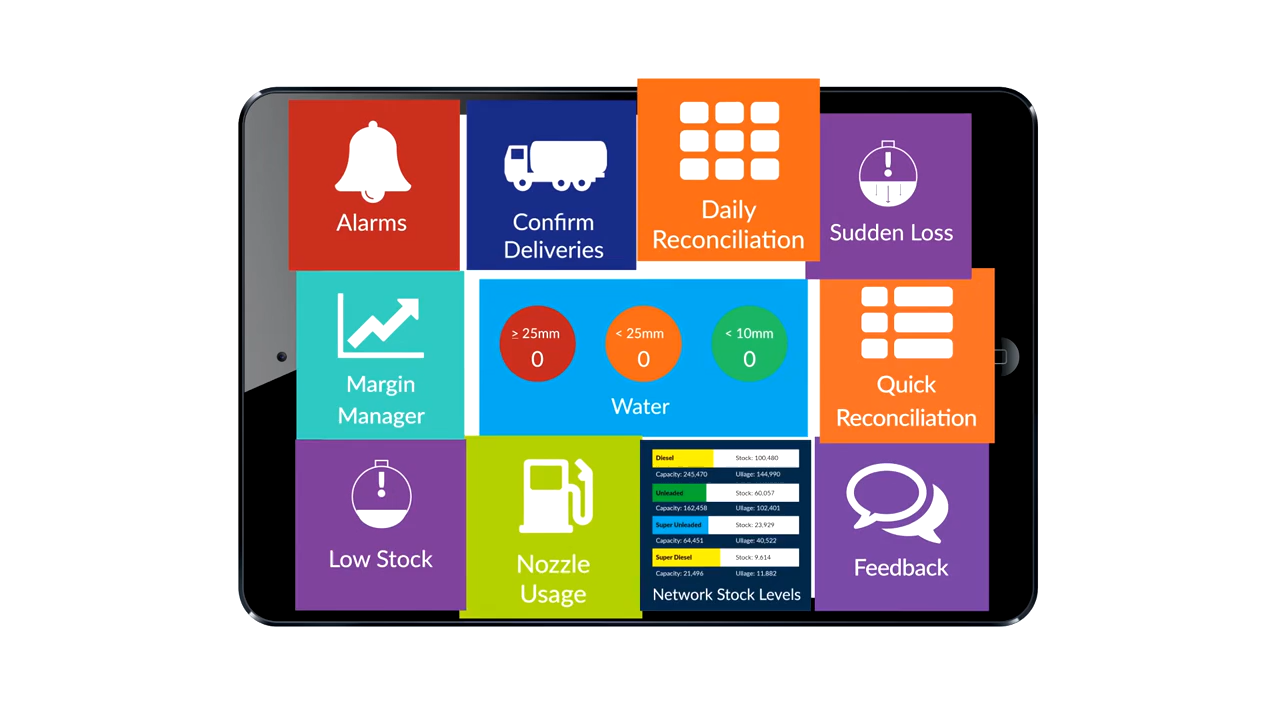 Alarms
Confirm
Deliveries
Daily
Reconciliation
Sudden Loss
Margin
Manager
≥ 25mm
0
< 25mm
0
< 10mm
0
Water
Quick
Reconciliation
Low Stock
Nozzle
Usage
Diesel Stock: 100,480
Capacity: 245,470 Ullage: 144,990
Unleaded Stock: 60,057
Capacity: 162,458 Ullage: 102,401
Super Unleaded Stock: 23,929
Capacity: 64,451 Ullage: 40,522
Super Diesel Stock: 9,614
Capacity: 21,496 Ullage: 11,882
Network Stock Levels
Feedback